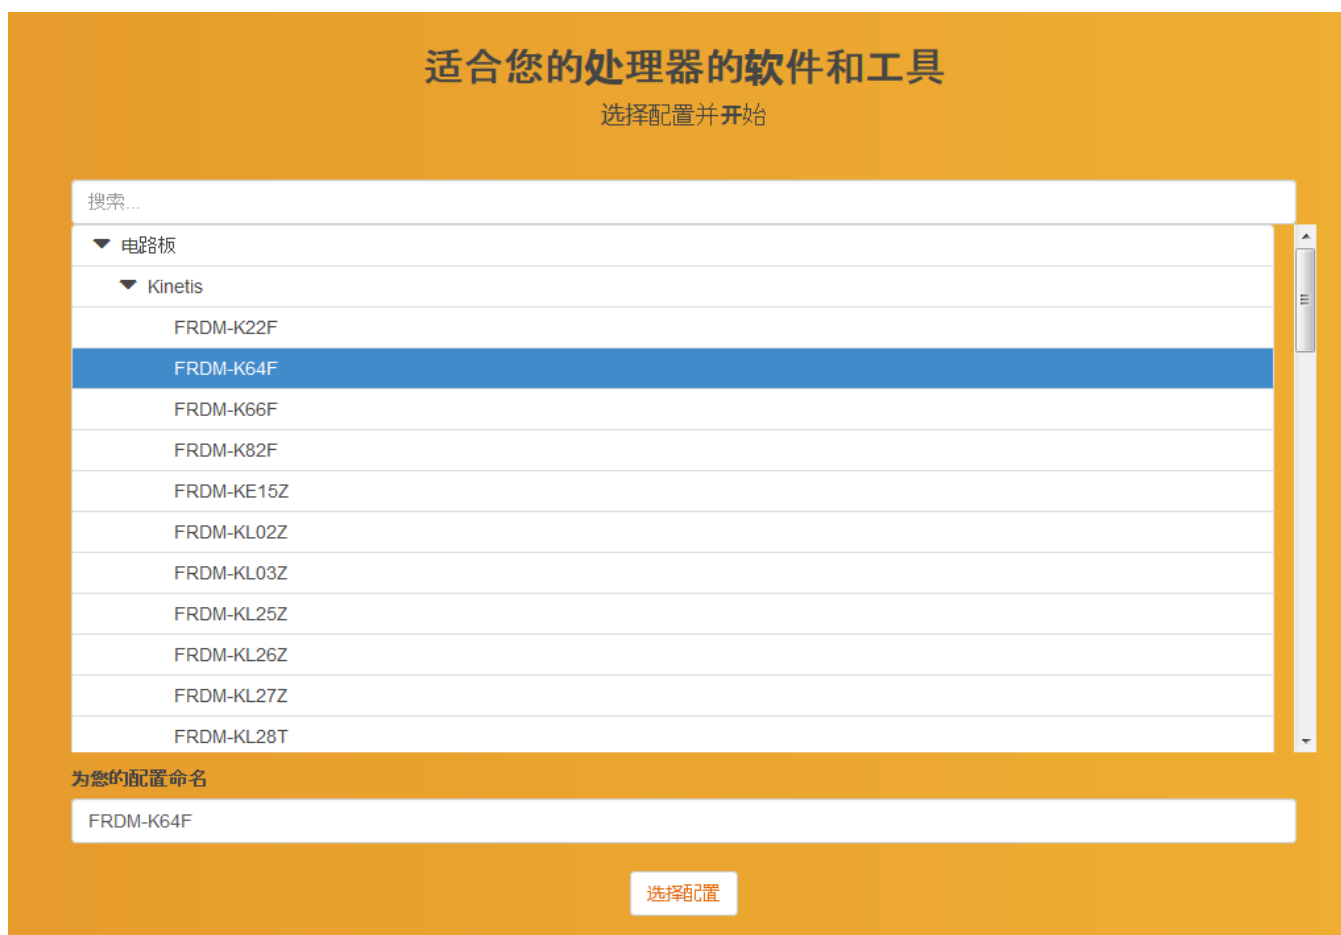 适合您的处理器的软件和工具
选择配置并开始
搜索...
电路板
Kinetis
FRDM-K22F
FRDM-K64F
FRDM-K66F
FRDM-K82F
FRDM-KE15Z
FRDM-KL02Z
FRDM-KL03Z
FRDM-KL25Z
FRDM-KL26Z
FRDM-KL27Z
FRDM-KL28T
为您的配置命名
FRDM-K64F
选择配置